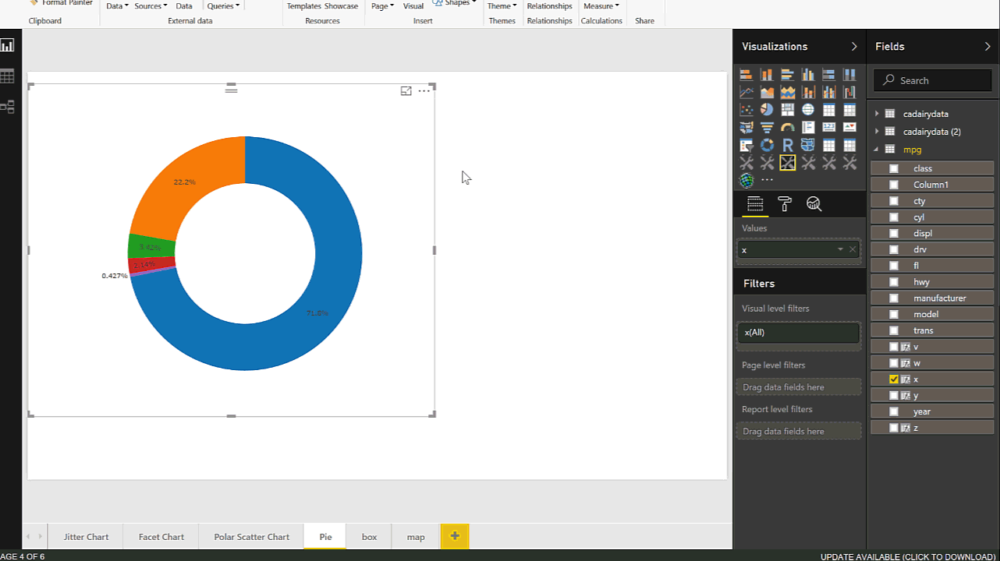 Format Painter
Data
Sources
Data
Queries
Templates Showcase
Page
Visual
Shapes
Theme
Relationships
Measure
Clipboard
External data
Resources
Insert
Themes
Relationships
Calculations
Share
Visualizations
Fields
Search
cadairydata
cadairydata (2)
mpg
class
Column1
cty
cyl
displ
drv
fl
hwy
manufacturer
model
trans
v
w
x
y
year
z
R
123
Values
x
Filters
Visual level filters
x(All)
Page level filters
Drag data fields here
Report level filters
Drag data fields here
22.2%
3.42%
2.14%
0.427%
71.8%
Jitter Chart
Facet Chart
Polar Scatter Chart
Pie
box
map
PAGE 4 OF 6
UPDATE AVAILABLE (CLICK TO DOWNLOAD)